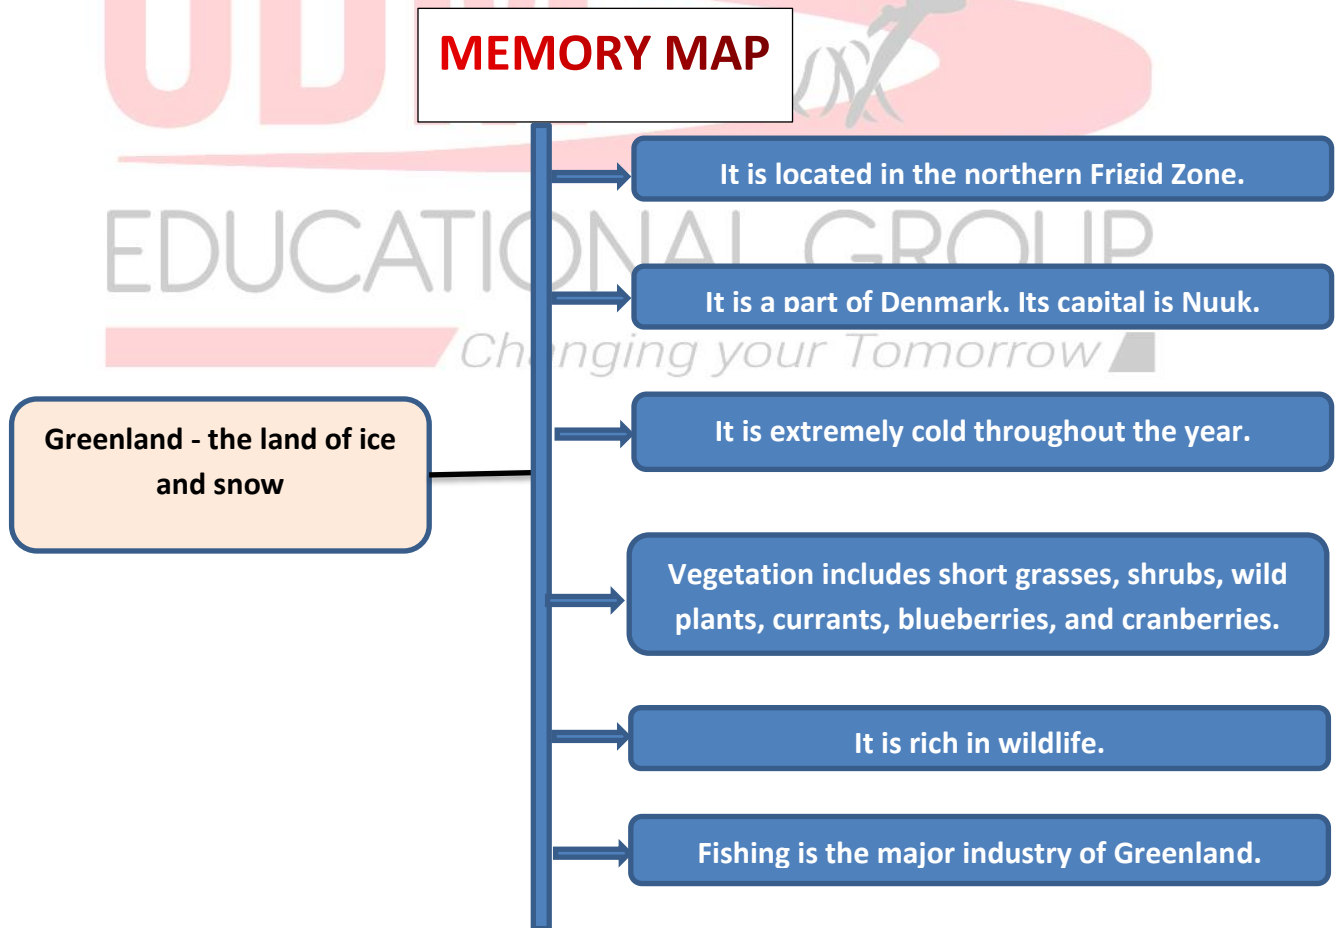 MEMORY MAP
It is located in the northern Frigid Zone.
EDUCATIONAL GROUP
It is a part of Denmark. Its capital is Nuuk.
Changing your Tomorrow
Greenland - the land of ice
and snow
It is extremely cold throughout the year.
Vegetation includes short grasses, shrubs, wild
plants, currants, blueberries, and cranberries.
It is rich in wildlife.
Fishing is the major industry of Greenland.